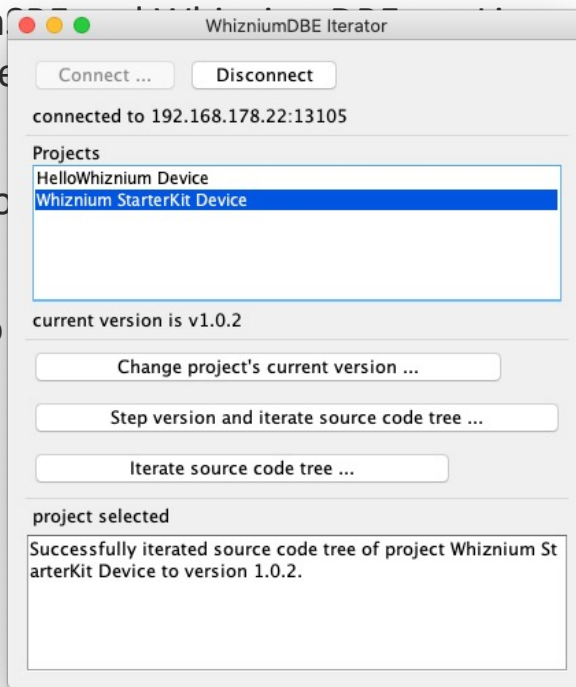 WhizniumDBE Iterator
Connect ...
Disconnect
connected to 192.168.178.22:13105
Projects
HelloWhiznium Device
Whiznium StarterKit Device
current version is v1.0.2
Change project's current version ...
Step version and iterate source code tree ...
Iterate source code tree ...
project selected
Successfully iterated source code tree of project Whiznium St
arterKit Device to version 1.0.2.